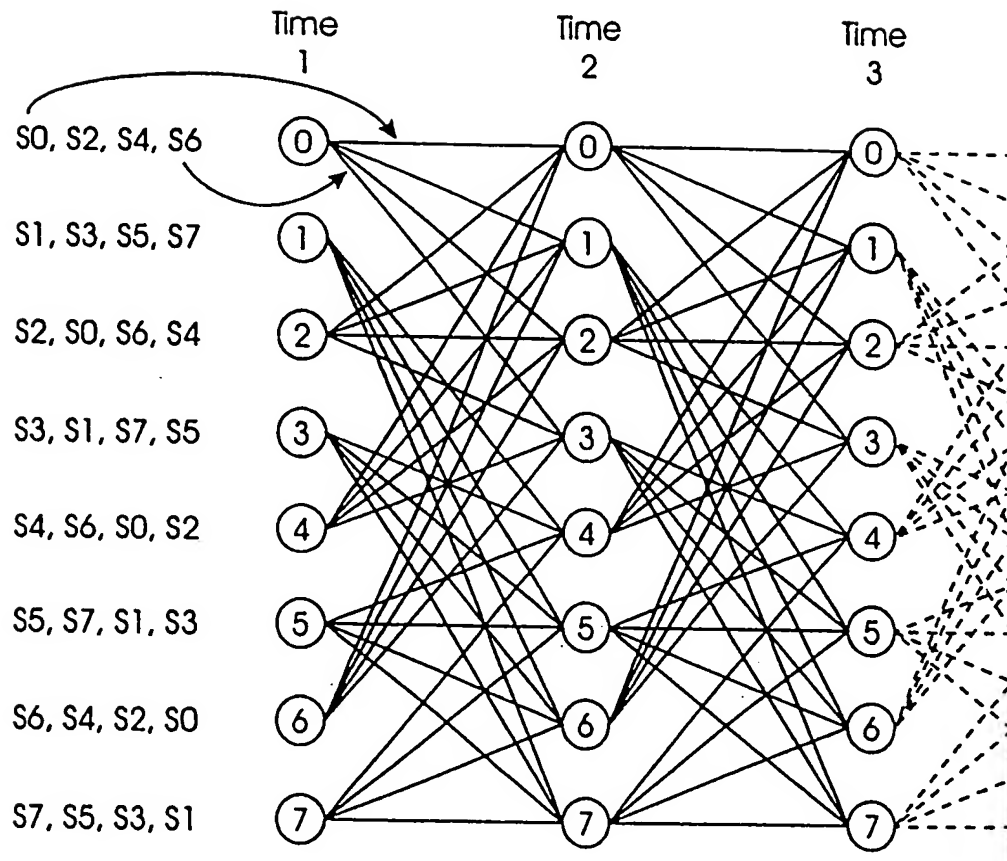 Time Time Time
1 2 3
S0, S2, S4, S6 0 0 0
S1, S3, S5, S7 1 1 1
S2, S0, S6, S4 2 2 2
S3, S1, S7, S5 3 3 3
S4, S6, S0, S2 4 4 4
S5, S7, S1, S3 5 5 5
S6, S4, S2, S0 6 6 6
S7, S5, S3, S1 7 7 7